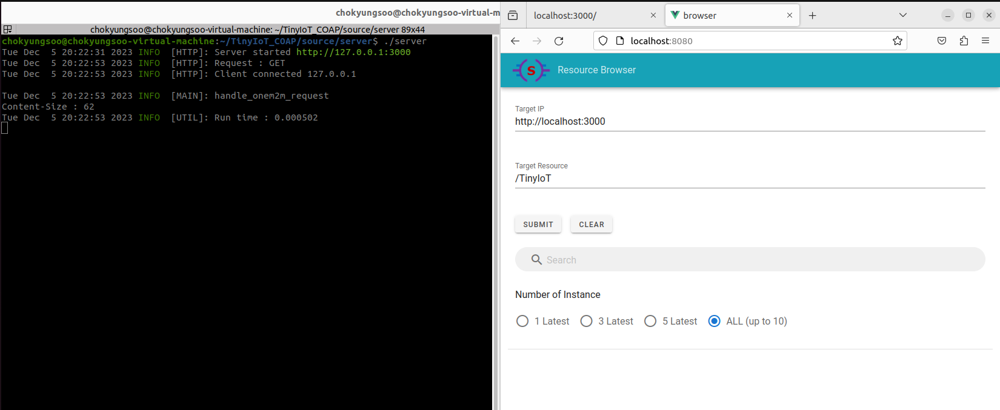 chokyungsoo@chokyungsoo-virtual-m
chokyungsoo@chokyungsoo-virtual-machine: ~/TinyIoT_COAP/source/server 89x44
chokyungsoo@chokyungsoo-virtual-machine:~/TinyIoT_COAP/source/server$ ./server
Tue Dec  5 20:22:31 2023 INFO  [HTTP]: Server started http://127.0.0.1:3000
Tue Dec  5 20:22:53 2023 INFO  [HTTP]: Request : GET
Tue Dec  5 20:22:53 2023 INFO  [HTTP]: Client connected 127.0.0.1
Tue Dec  5 20:22:53 2023 INFO  [MAIN]: handle_onem2m_request
Content-Size : 62
Tue Dec  5 20:22:53 2023 INFO  [UTIL]: Run time : 0.000502
localhost:3000/
browser
localhost:8080
S
Resource Browser
Target IP
http://localhost:3000
Target Resource
/TinyIoT
SUBMIT CLEAR
Search
Number of Instance
1 Latest 3 Latest 5 Latest ALL (up to 10)